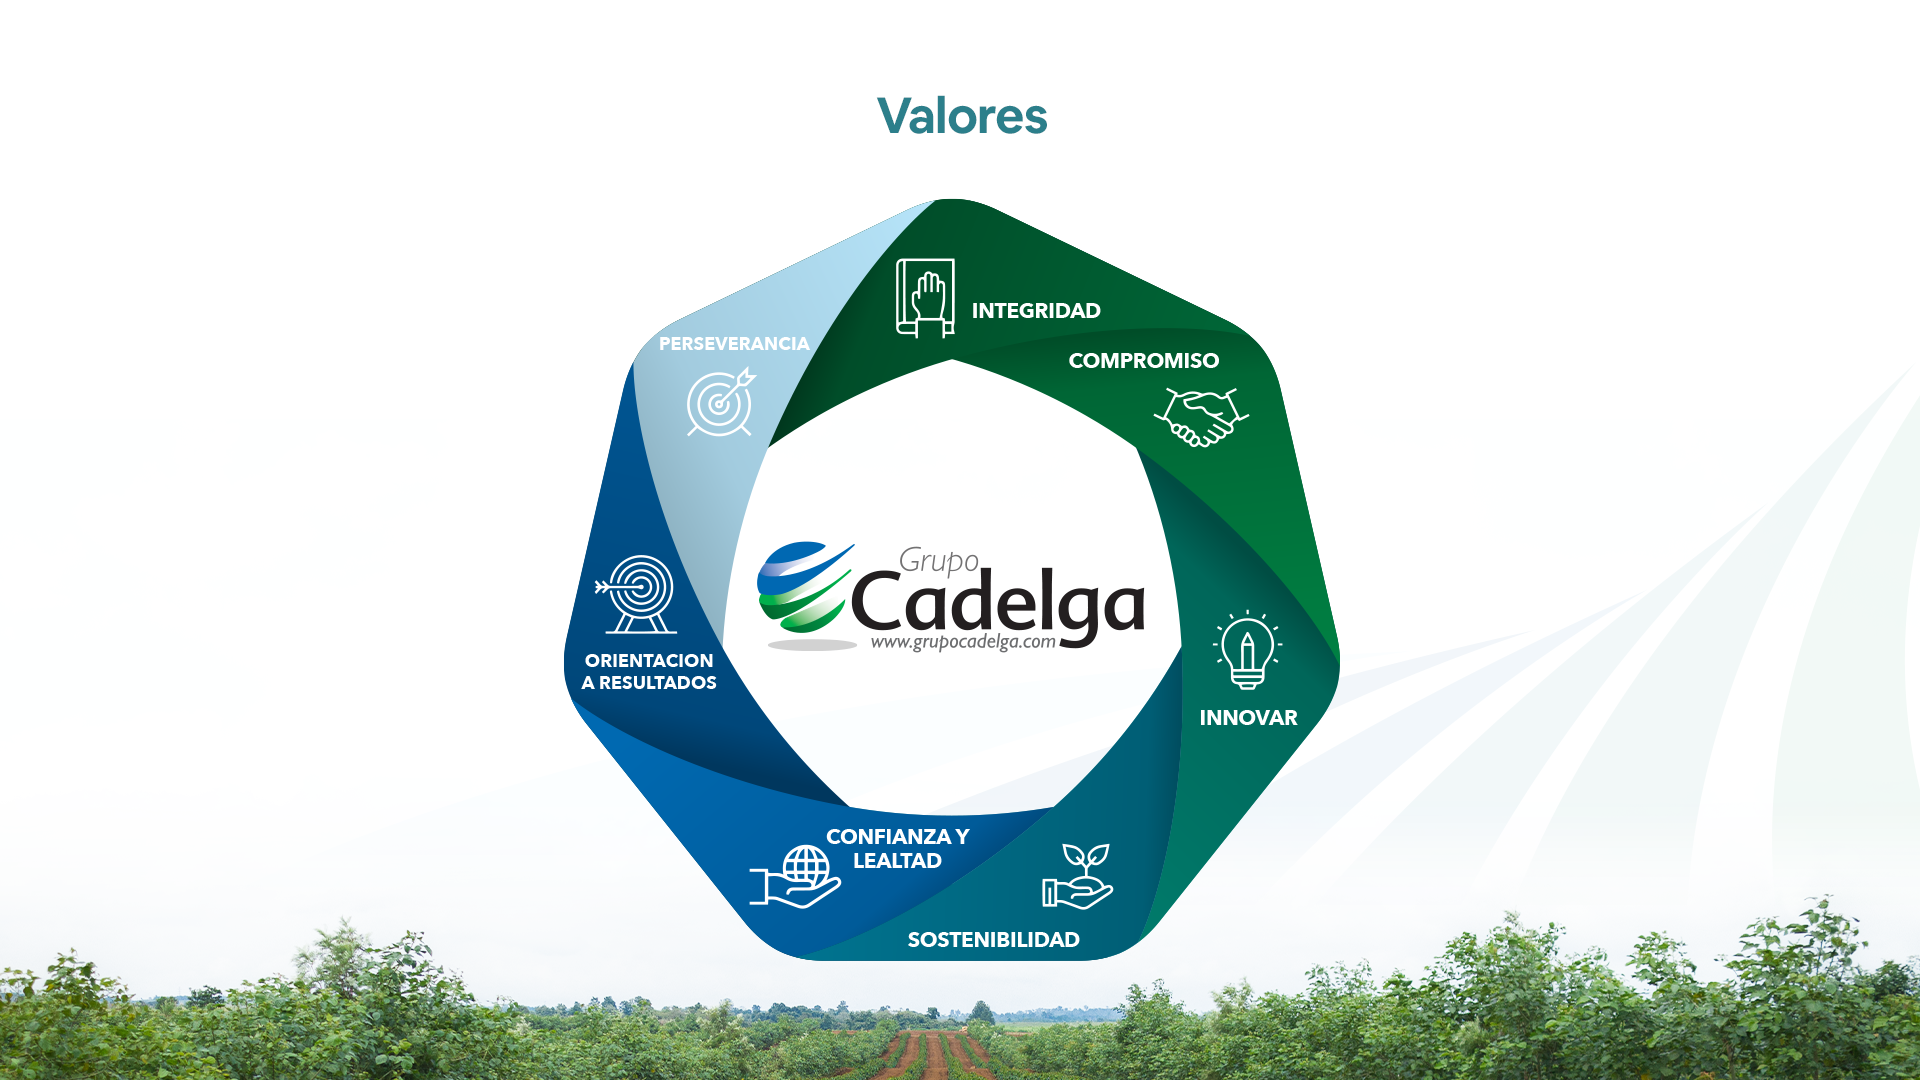 Valores
INTEGRIDAD
COMPROMISO
PERSEVERANCIA
Grupo
Cadelga
www.grupocadelga.com
ORIENTACION
A RESULTADOS
INNOVAR
CONFIANZA Y
LEALTAD
SOSTENIBILIDAD